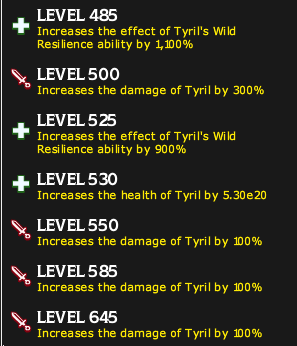 LEVEL 485
Increases the effect of Tyril's Wild
Resilience ability by 1,100%
LEVEL 500
Increases the damage of Tyril by 300%
LEVEL 525
Increases the effect of Tyril's Wild
Resilience ability by 900%
LEVEL 530
Increases the health of Tyril by 5.30e20
LEVEL 550
Increases the damage of Tyril by 100%
LEVEL 585
Increases the damage of Tyril by 100%
LEVEL 645
Increases the damage of Tyril by 100%